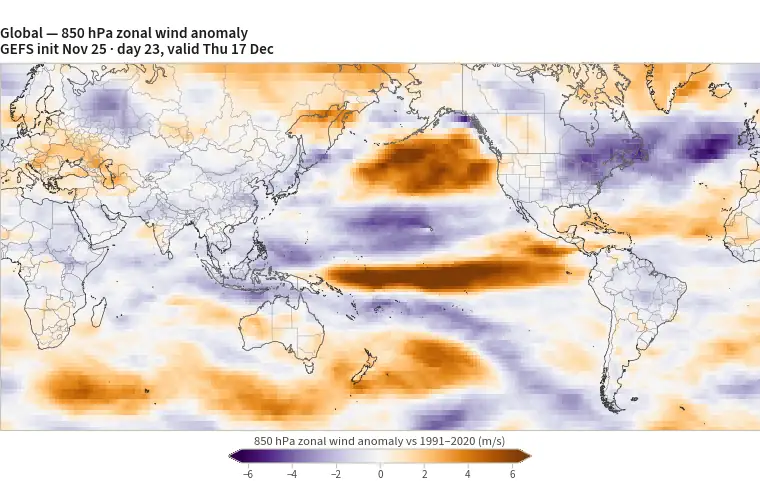 Global — 850 hPa zonal wind anomaly
GEFS init Nov 25 · day 23, valid Thu 17 Dec
850 hPa zonal wind anomaly vs 1991–2020 (m/s)
−6 −4 −2 0 2 4 6